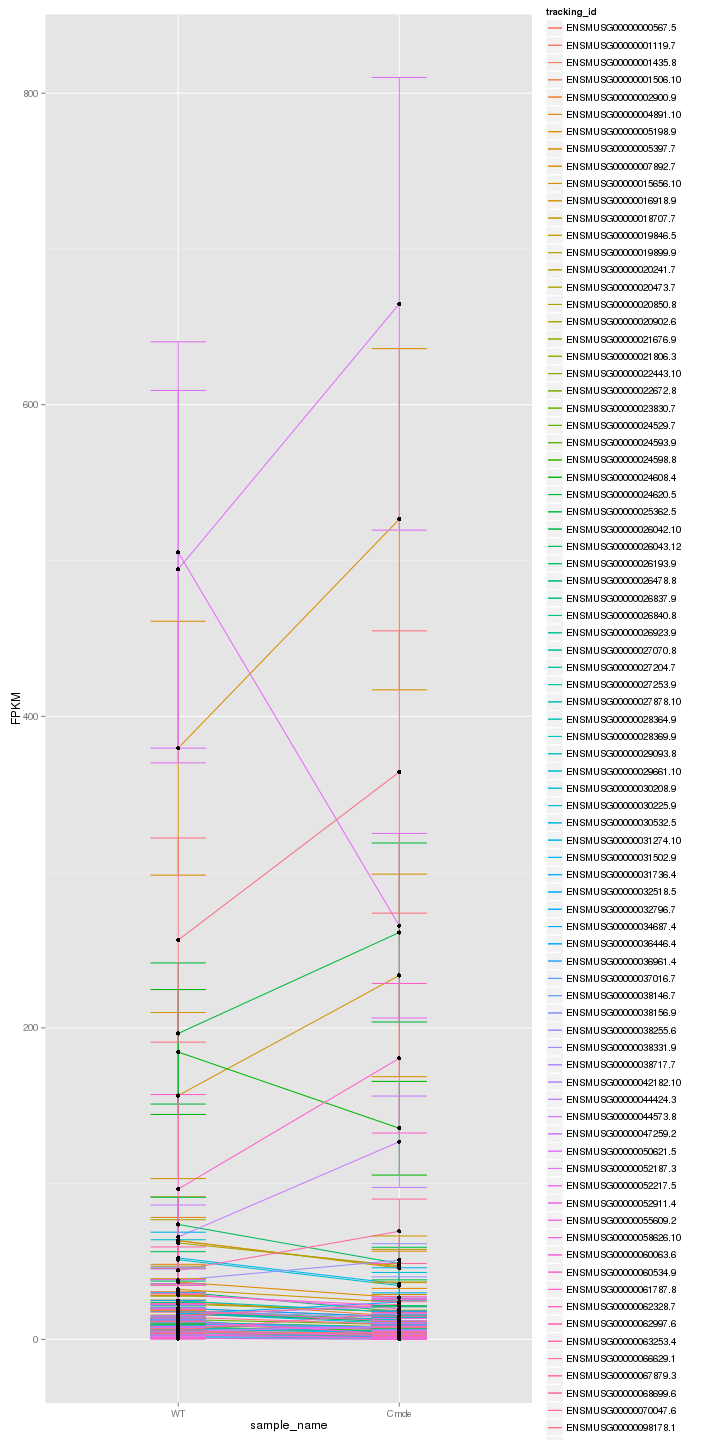 tracking_id
ENSMUSG00000000567.5
ENSMUSG00000001119.7
ENSMUSG00000001435.8
ENSMUSG00000001506.10
ENSMUSG00000002900.9
ENSMUSG00000004891.10
ENSMUSG00000005198.9
ENSMUSG00000005397.7
ENSMUSG00000007892.7
ENSMUSG00000015656.10
ENSMUSG00000016918.9
ENSMUSG00000018707.7
ENSMUSG00000019846.5
ENSMUSG00000019899.9
ENSMUSG00000020241.7
ENSMUSG00000020473.7
ENSMUSG00000020850.8
ENSMUSG00000020902.6
ENSMUSG00000021676.9
ENSMUSG00000021806.3
ENSMUSG00000022443.10
ENSMUSG00000022672.8
ENSMUSG00000023830.7
ENSMUSG00000024529.7
ENSMUSG00000024593.9
ENSMUSG00000024598.8
ENSMUSG00000024608.4
ENSMUSG00000024620.5
ENSMUSG00000025362.5
ENSMUSG00000026042.10
ENSMUSG00000026043.12
ENSMUSG00000026193.9
ENSMUSG00000026478.8
ENSMUSG00000026837.9
ENSMUSG00000026840.8
ENSMUSG00000026923.9
ENSMUSG00000027070.8
ENSMUSG00000027204.7
ENSMUSG00000027253.9
ENSMUSG00000027878.10
ENSMUSG00000028364.9
ENSMUSG00000028369.9
ENSMUSG00000029093.8
ENSMUSG00000029661.10
ENSMUSG00000030208.9
ENSMUSG00000030225.9
ENSMUSG00000030532.5
ENSMUSG00000031274.10
ENSMUSG00000031502.9
ENSMUSG00000031736.4
ENSMUSG00000032518.5
ENSMUSG00000032796.7
ENSMUSG00000034687.4
ENSMUSG00000036446.4
ENSMUSG00000036961.4
ENSMUSG00000037016.7
ENSMUSG00000038146.7
ENSMUSG00000038156.9
ENSMUSG00000038255.6
ENSMUSG00000038331.9
ENSMUSG00000038717.7
ENSMUSG00000042182.10
ENSMUSG00000044424.3
ENSMUSG00000044573.8
ENSMUSG00000047259.2
ENSMUSG00000050621.5
ENSMUSG00000052187.3
ENSMUSG00000052217.5
ENSMUSG00000052911.4
ENSMUSG00000055609.2
ENSMUSG00000058626.10
ENSMUSG00000060063.6
ENSMUSG00000060534.9
ENSMUSG00000061787.8
ENSMUSG00000062328.7
ENSMUSG00000062997.6
ENSMUSG00000063253.4
ENSMUSG00000066629.1
ENSMUSG00000067879.3
ENSMUSG00000068699.6
ENSMUSG00000070047.6
ENSMUSG00000098178.1
800
600
400
200
0
FPKM
WT
Crnde
sample_name